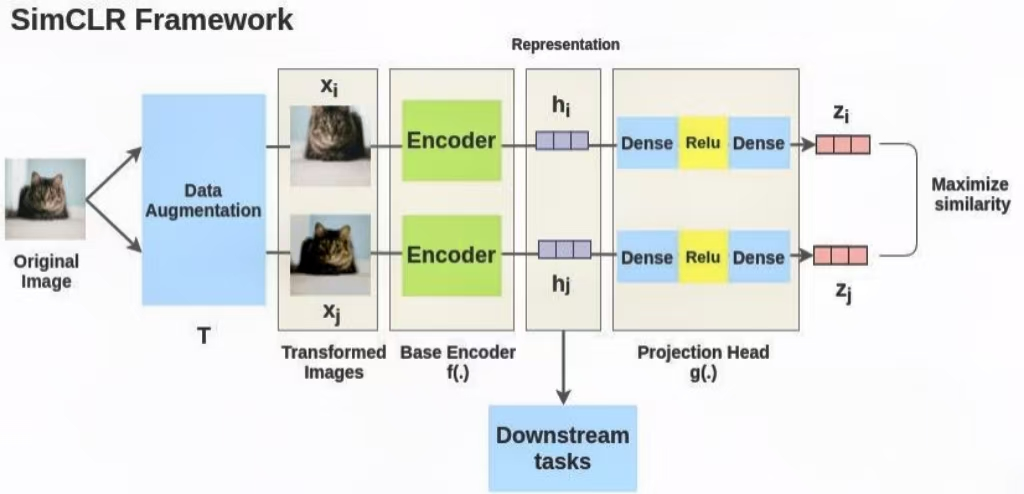 SimCLR Framework
Representation
x_i
h_i
z_i
Encoder
Dense Relu Dense
Data
Augmentation
Maximize
similarity
Encoder
Dense Relu Dense
Original
Image
h_j
z_j
x_j
T
Transformed
Images
Base Encoder
f(.)
Projection Head
g(.)
Downstream
tasks